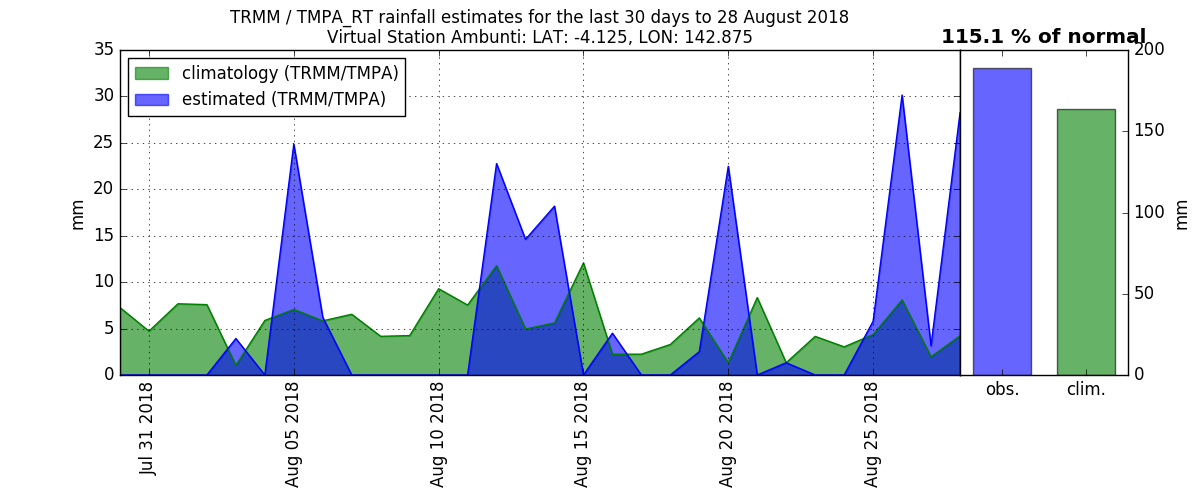 TRMM / TMPA_RT rainfall estimates for the last 30 days to 28 August 2018
Virtual Station Ambunti: LAT: -4.125, LON: 142.875
115.1 % of normal
climatology (TRMM/TMPA)
estimated (TRMM/TMPA)
35
30
25
20
15
10
5
0
mm
Jul 31 2018
Aug 05 2018
Aug 10 2018
Aug 15 2018
Aug 20 2018
Aug 25 2018
obs.
clim.
200
150
100
50
0
mm